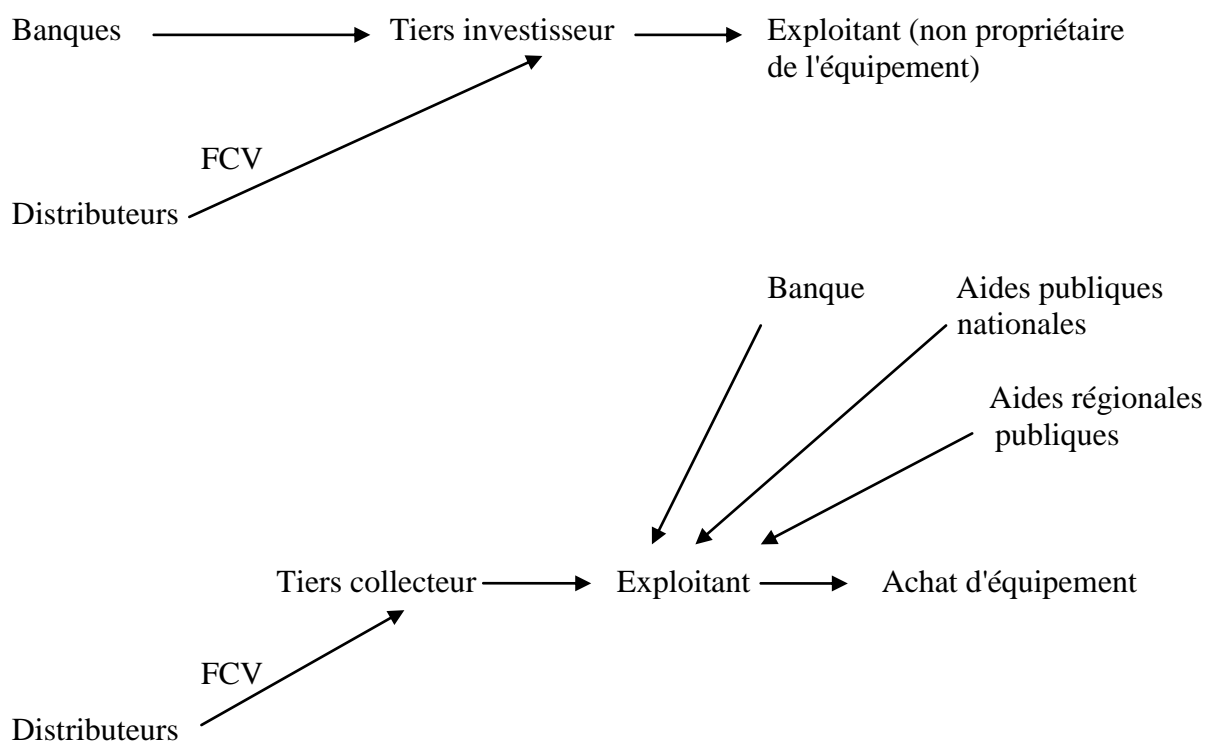 Banques
Tiers investisseur
Exploitant (non propriétaire
de l'équipement)
FCV
Distributeurs
Banque
Aides publiques
nationales
Aides régionales
publiques
Tiers collecteur
Exploitant
Achat d'équipement
FCV
Distributeurs